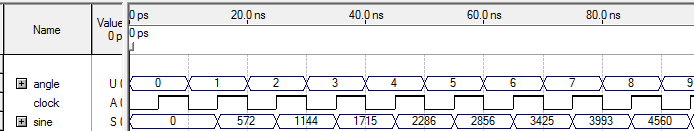 Name Value 0 ps 20.0 ns 40.0 ns 60.0 ns 80.0 ns
0 p 0 ps
angle U 0 1 2 3 4 5 6 7 8 9
clock A
sine S 0 572 1144 1715 2286 2856 3425 3993 4560